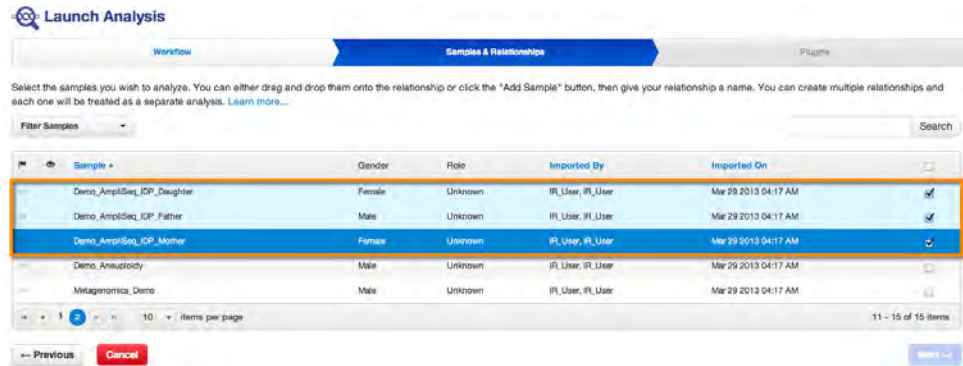 Launch Analysis
Workflow
Samples & Relationships
Plugins
Select the samples you wish to analyze. You can either drag and drop them onto the relationship or click the "Add Sample" button, then give your relationship a name. You can create multiple relationships and
each one will be treated as a separate analysis. Learn more...
Filter Samples
Search
Sample Gender Role Imported By Imported On
Demo_AmpliSeq_IDP_Daughter Female Unknown IR_User, IR_User Mar 29 2013 04:17 AM
Demo_AmpliSeq_IDP_Father Male Unknown IR_User, IR_User Mar 29 2013 04:17 AM
Demo_AmpliSeq_IDP_Mother Female Unknown IR_User, IR_User Mar 29 2013 04:17 AM
Demo_Aneuploidy Male Unknown IR_User, IR_User Mar 29 2013 04:17 AM
Metagenomics_Demo Male Unknown IR_User, IR_User Mar 29 2013 04:17 AM
1 2 10 items per page 11 - 15 of 15 items
← Previous Cancel Next →